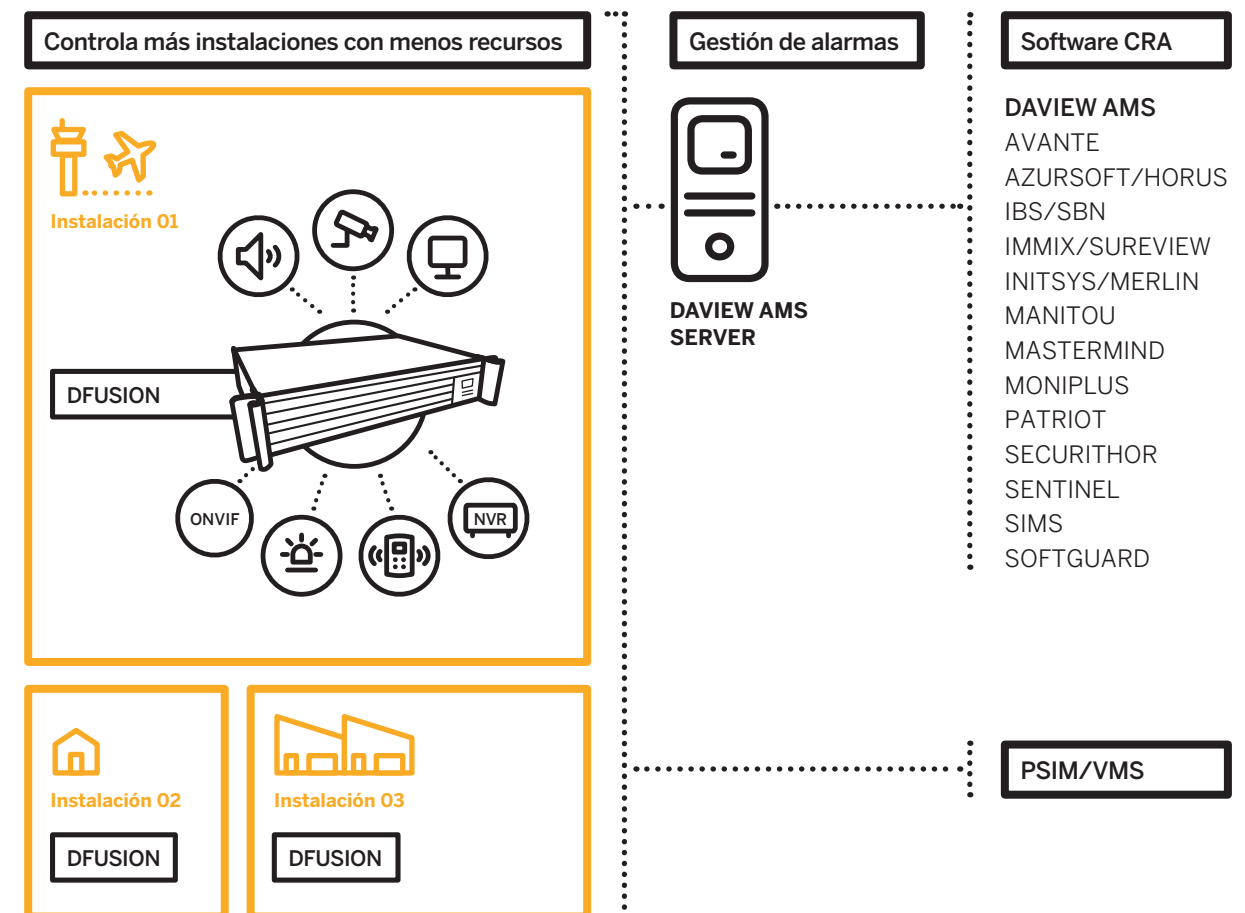 Controla más instalaciones con menos recursos
Instalación 01
DFUSION
ONVIF
NVR
Instalación 02
DFUSION
Instalación 03
DFUSION
Gestión de alarmas
DAVIEW AMS
SERVER
Software CRA
DAVIEW AMS
AVANTE
AZURSOFT/HORUS
IBS/SBN
IMMIX/SUREVIEW
INITSYS/MERLIN
MANITOU
MASTERMIND
MONIPLUS
PATRIOT
SECURITHOR
SENTINEL
SIMS
SOFTGUARD
PSIM/VMS